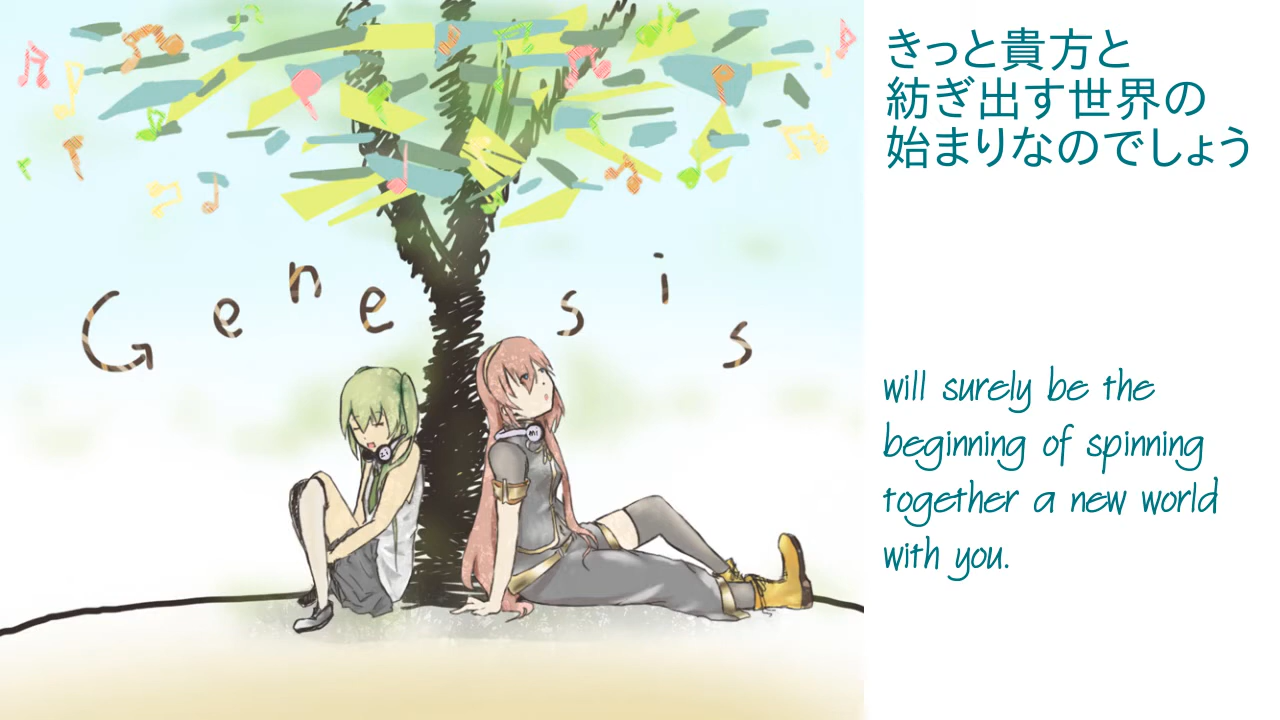 Genesis
きっと貴方と
紡ぎ出す世界の
始まりなのでしょう
will surely be the
beginning of spinning
together a new world
with you.